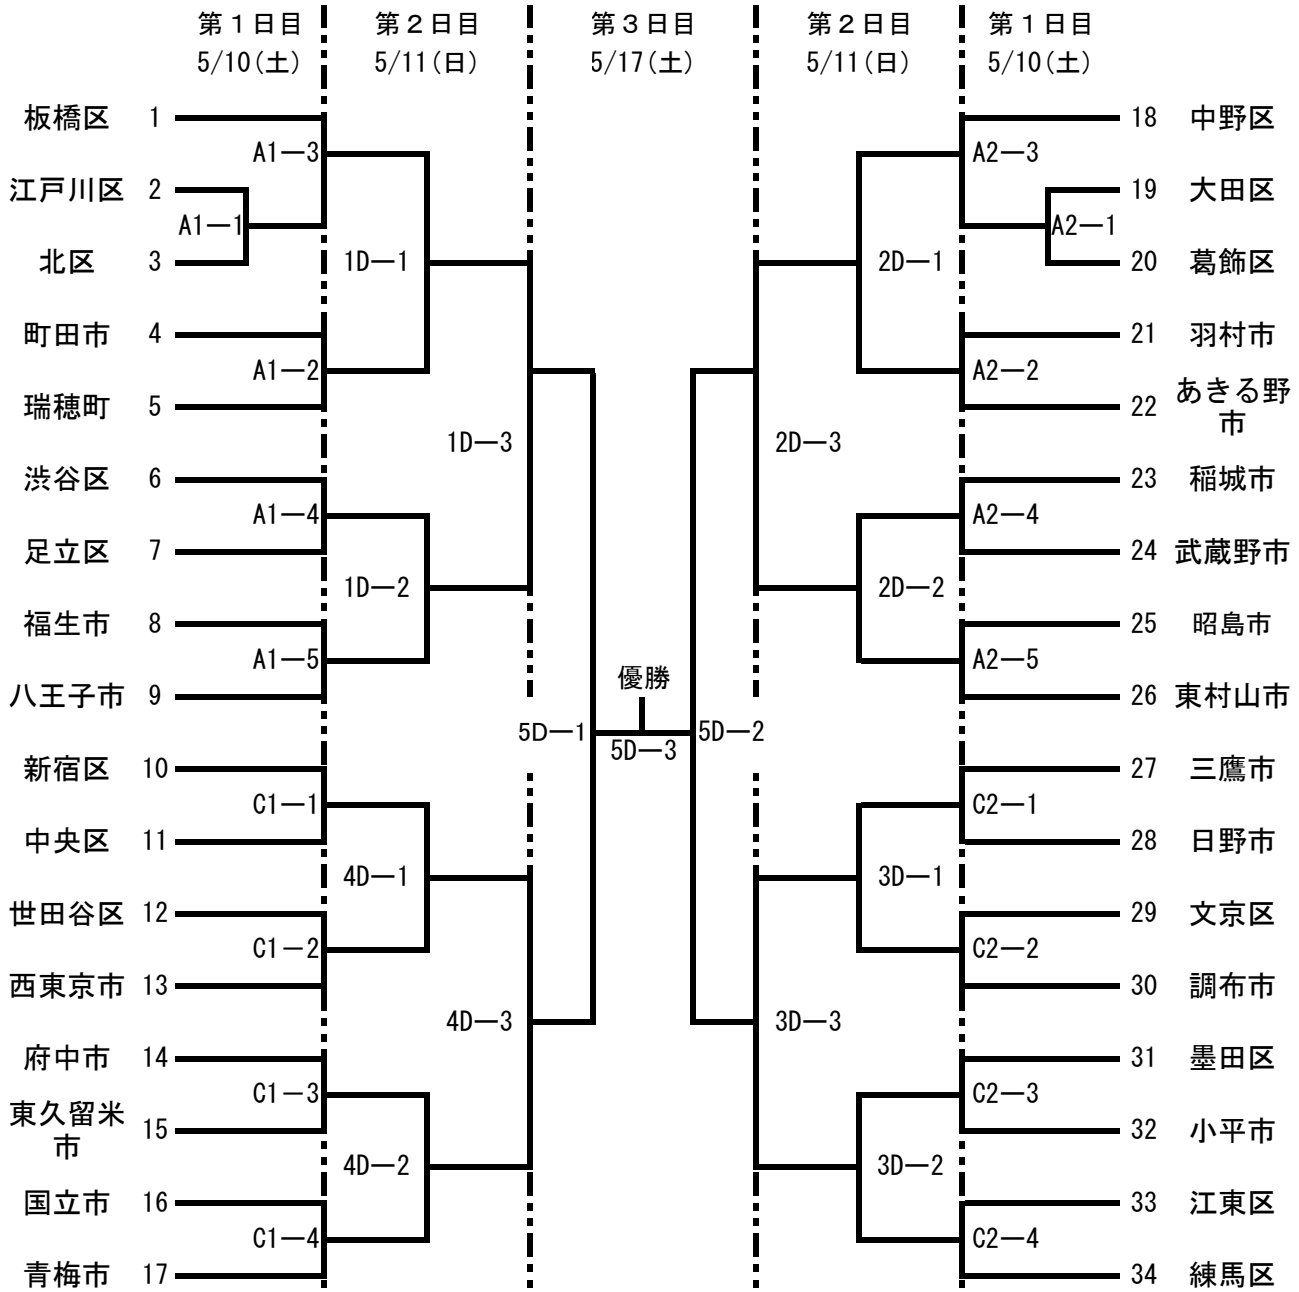 第１日目 第２日目 第３日目 第２日目 第１日目
5/10(土) 5/11(日) 5/17(土) 5/11(日) 5/10(土)
板橋区 1 18 中野区
A1―3 A2―3
江戸川区 2 19 大田区
A1―1 A2―1
北区 3 1D―1 2D―1 20 葛飾区
町田市 4 21 羽村市
A1―2 A2―2
瑞穂町 5 22 あきる野
市
1D―3 2D―3
渋谷区 6 23 稲城市
A1―4 A2―4
足立区 7 24 武蔵野市
1D―2 2D―2
福生市 8 25 昭島市
A1―5 A2―5
優勝
八王子市 9 26 東村山市
5D―1 5D―2
5D―3
新宿区 10 27 三鷹市
C1―1 C2―1
中央区 11 28 日野市
4D―1 3D―1
世田谷区 12 29 文京区
C1―2 C2―2
西東京市 13 30 調布市
4D―3 3D―3
府中市 14 31 墨田区
C1―3 C2―3
東久留米
市 15 32 小平市
4D―2 3D―2
国立市 16 33 江東区
C1―4 C2―4
青梅市 17 34 練馬区